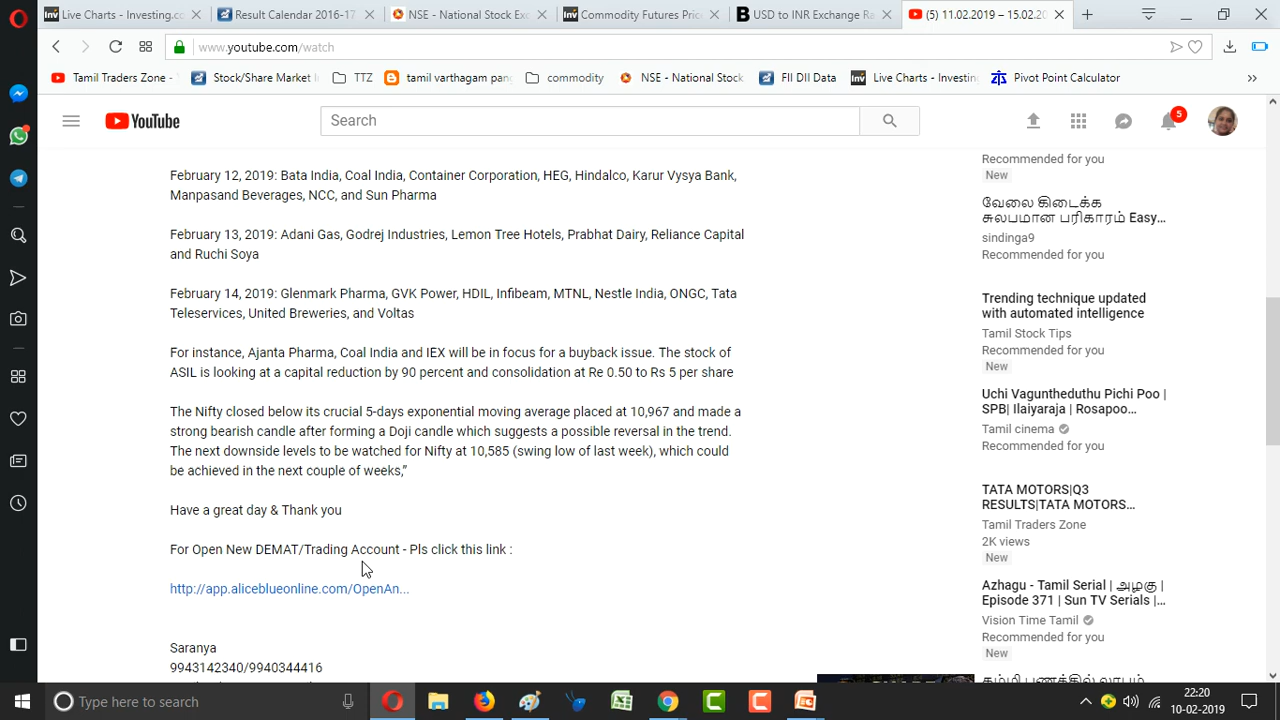 Live Charts - Investing.co
Result Calendar 2016-17
NSE - National Stock Exc
Commodity Futures Price
USD to INR Exchange Ra
(5) 11.02.2019 – 15.02.20
www.youtube.com/watch
Tamil Traders Zone -
Stock/Share Market
TTZ
tamil varthagam pan
commodity
NSE - National Stock
FII DII Data
Live Charts - Investin
Pivot Point Calculator
YouTube
Search
5
February 12, 2019: Bata India, Coal India, Container Corporation, HEG, Hindalco, Karur Vysya Bank,
Manpasand Beverages, NCC, and Sun Pharma
February 13, 2019: Adani Gas, Godrej Industries, Lemon Tree Hotels, Prabhat Dairy, Reliance Capital
and Ruchi Soya
February 14, 2019: Glenmark Pharma, GVK Power, HDIL, Infibeam, MTNL, Nestle India, ONGC, Tata
Teleservices, United Breweries, and Voltas
For instance, Ajanta Pharma, Coal India and IEX will be in focus for a buyback issue. The stock of
ASIL is looking at a capital reduction by 90 percent and consolidation at Re 0.50 to Rs 5 per share
The Nifty closed below its crucial 5-days exponential moving average placed at 10,967 and made a
strong bearish candle after forming a Doji candle which suggests a possible reversal in the trend.
The next downside levels to be watched for Nifty at 10,585 (swing low of last week), which could
be achieved in the next couple of weeks,”
Have a great day & Thank you
For Open New DEMAT/Trading Account - Pls click this link :
http://app.aliceblueonline.com/OpenAn...
Saranya
9943142340/9940344416
Recommended for you
New
வேலை கிடைக்க
சுலபமான பரிகாரம் Easy...
sindinga9
Recommended for you
Trending technique updated
with automated intelligence
Tamil Stock Tips
Recommended for you
New
Uchi Vaguntheduthu Pichi Poo |
SPB| Ilaiyaraja | Rosapoo...
Tamil cinema
Recommended for you
TATA MOTORS|Q3
RESULTS|TATA MOTORS...
Tamil Traders Zone
2K views
New
Azhagu - Tamil Serial | அழகு |
Episode 371 | Sun TV Serials |...
Vision Time Tamil
Recommended for you
New
Type here to search
22:20
10-02-2019